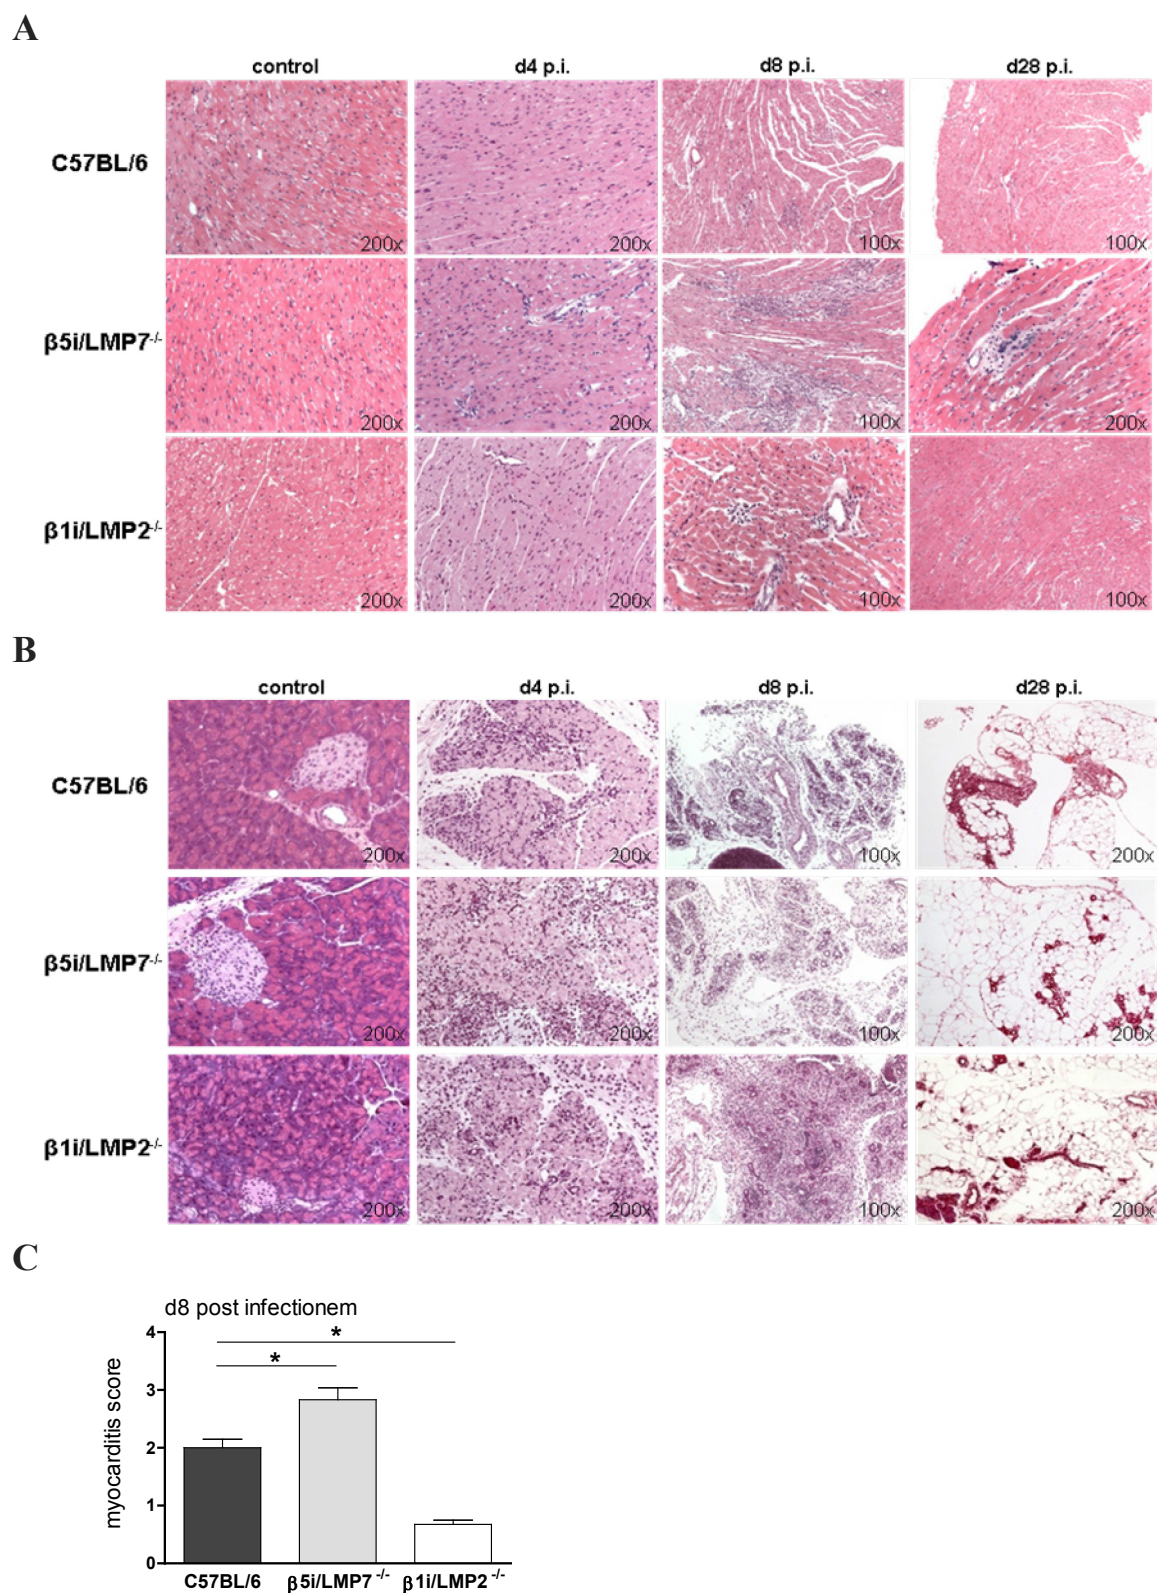 A
control d4 p.i. d8 p.i. d28 p.i.
C57BL/6
200x 200x 100x 100x
β5i/LMP7-/-
200x 200x 100x 200x
β1i/LMP2-/-
200x 200x 100x 100x
B
control d4 p.i. d8 p.i. d28 p.i.
C57BL/6
200x 200x 100x 200x
β5i/LMP7-/-
200x 200x 100x 200x
β1i/LMP2-/-
200x 200x 100x 200x
C
d8 post infectionem
myocarditis score
4
3
2
1
0
*
*
C57BL/6 β5i/LMP7 -/- β1i/LMP2 -/-